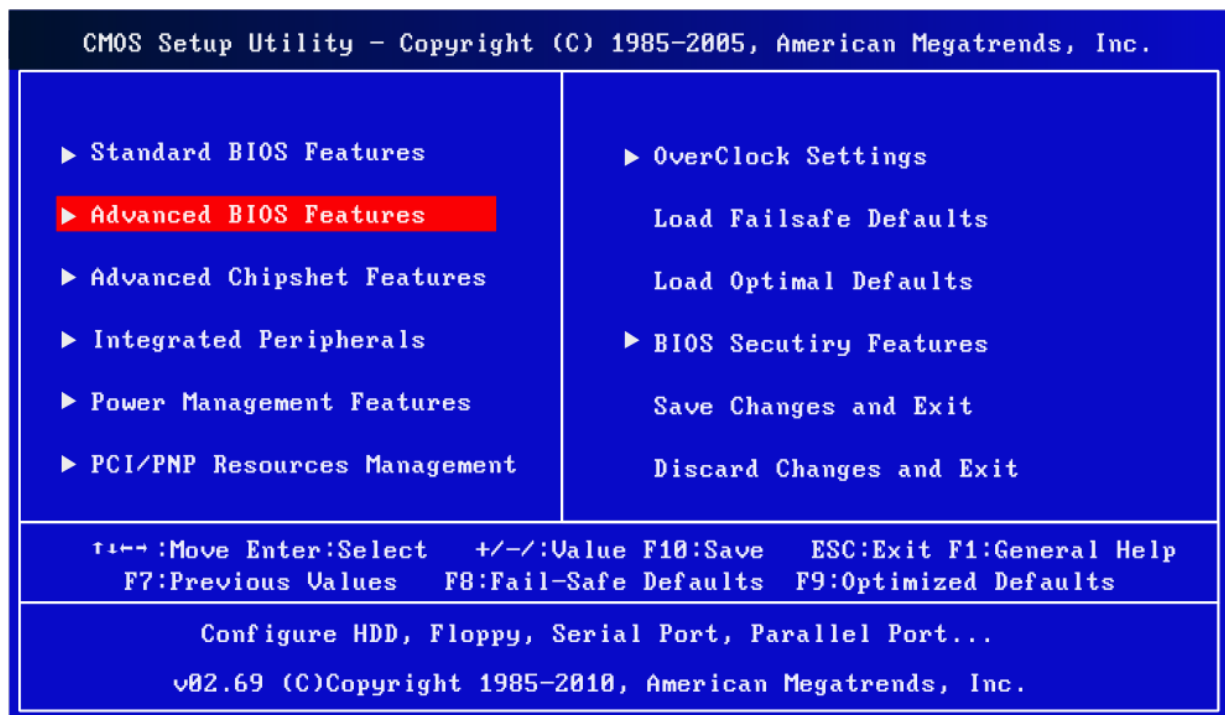 CMOS Setup Utility – Copyright (C) 1985–2005, American Megatrends, Inc.
▶ Standard BIOS Features
▶ Advanced BIOS Features
▶ Advanced Chipshet Features
▶ Integrated Peripherals
▶ Power Management Features
▶ PCI/PNP Resources Management
▶ OverClock Settings
Load Failsafe Defaults
Load Optimal Defaults
▶ BIOS Secutiry Features
Save Changes and Exit
Discard Changes and Exit
↑↓←→:Move Enter:Select +/-/:Value F10:Save ESC:Exit F1:General Help
F7:Previous Values F8:Fail-Safe Defaults F9:Optimized Defaults
Configure HDD, Floppy, Serial Port, Parallel Port...
v02.69 (C)Copyright 1985-2010, American Megatrends, Inc.